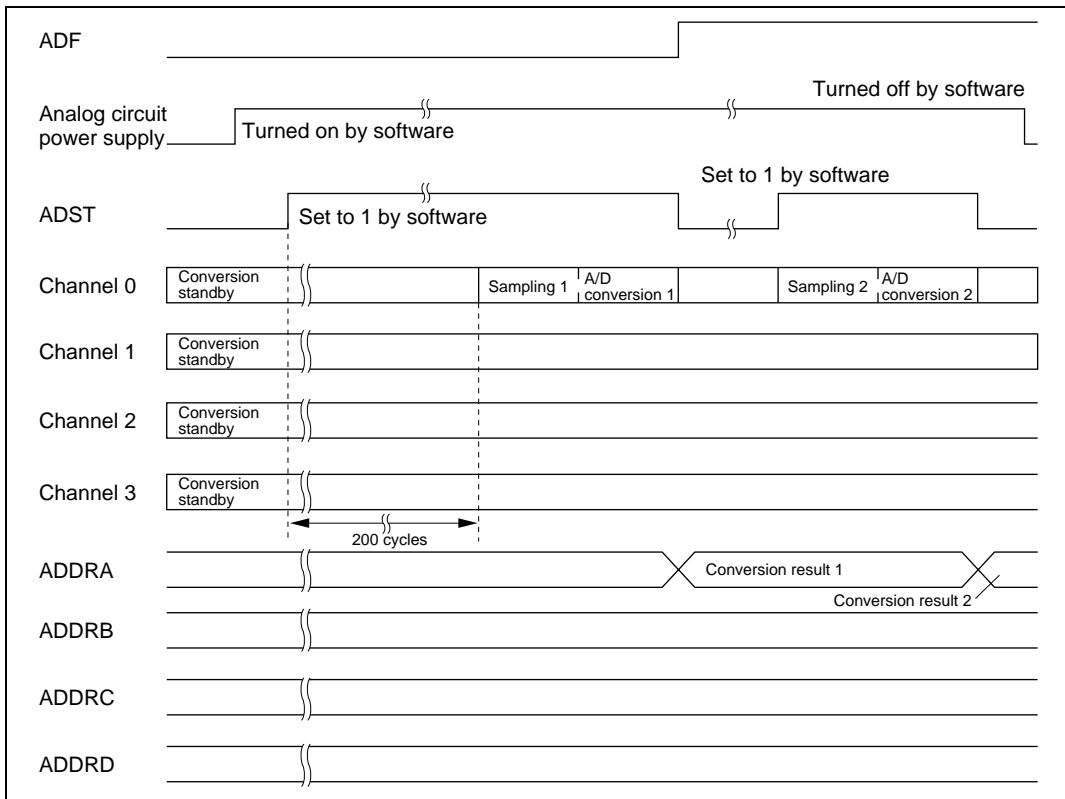 ADF
Turned off by software
Analog circuit
power supply
Turned on by software
Set to 1 by software
ADST
Set to 1 by software
Channel 0
Conversion
standby
Sampling 1
A/D
conversion 1
Sampling 2
A/D
conversion 2
Channel 1
Conversion
standby
Channel 2
Conversion
standby
Channel 3
Conversion
standby
200 cycles
ADDRA
Conversion result 1
Conversion result 2
ADDRB
ADDRC
ADDRD